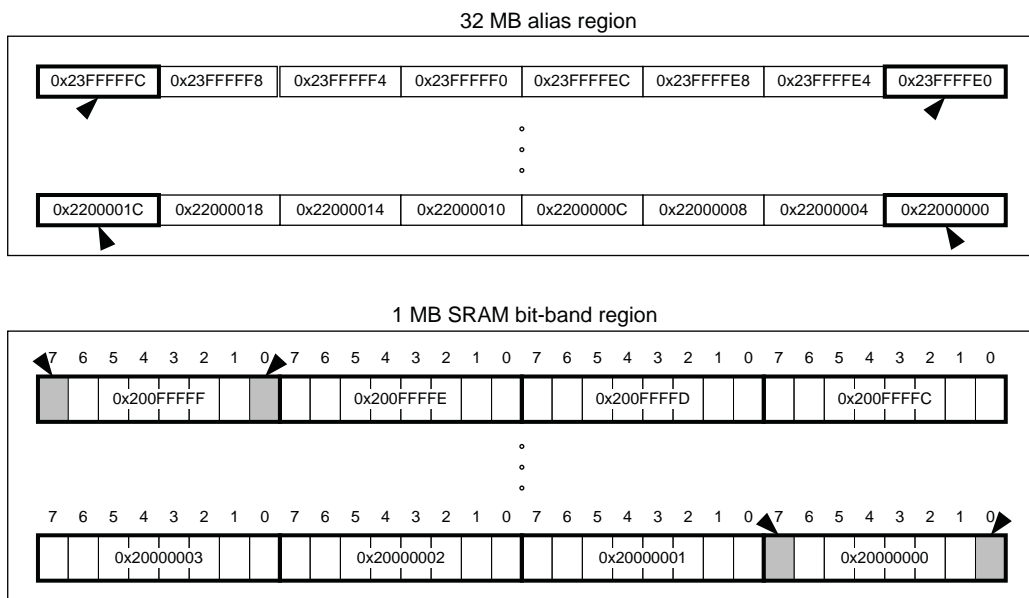 32 MB alias region
0x23FFFFFC 0x23FFFFF8 0x23FFFFF4 0x23FFFFF0 0x23FFFFEC 0x23FFFFE8 0x23FFFFE4 0x23FFFFE0
0x2200001C 0x22000018 0x22000014 0x22000010 0x2200000C 0x22000008 0x22000004 0x22000000
1 MB SRAM bit-band region
7 6 5 4 3 2 1 0 7 6 5 4 3 2 1 0 7 6 5 4 3 2 1 0 7 6 5 4 3 2 1 0
0x200FFFFF 0x200FFFFE 0x200FFFFD 0x200FFFFC
7 6 5 4 3 2 1 0 7 6 5 4 3 2 1 0 7 6 5 4 3 2 1 0 7 6 5 4 3 2 1 0
0x20000003 0x20000002 0x20000001 0x20000000